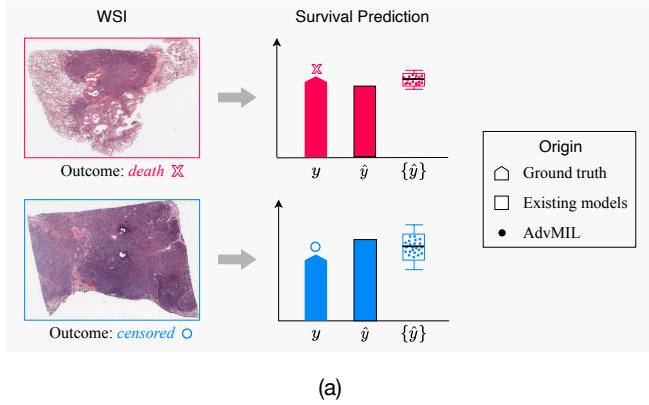 WSI
Survival Prediction
Outcome: death
y
ŷ
{ŷ}
Outcome: censored
y
ŷ
{ŷ}
Origin
Ground truth
Existing models
AdvMIL
(a)